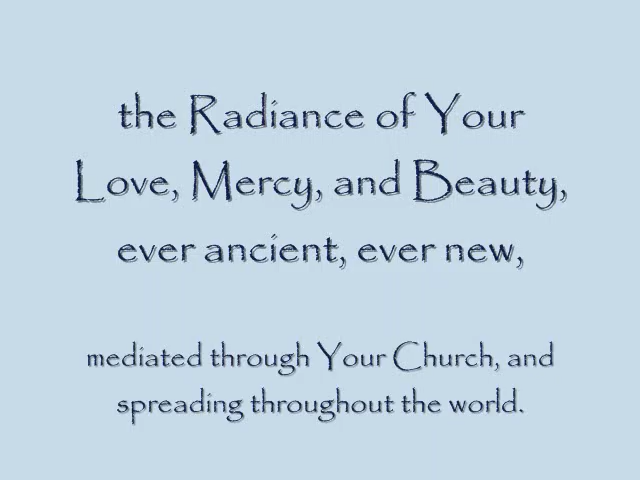 the Radiance of Your
Love, Mercy, and Beauty,
ever ancient, ever new,
mediated through Your Church, and
spreading throughout the world.